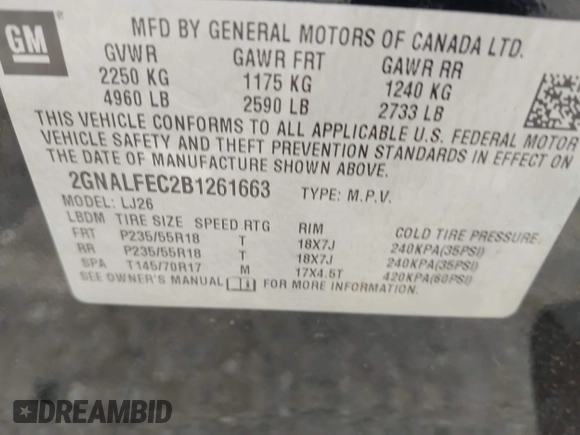 GM
MFD BY GENERAL MOTORS OF CANADA LTD.
GVWR GAWR FRT GAWR RR
2250 KG 1175 KG 1240 KG
4960 LB 2590 LB 2733 LB
THIS VEHICLE CONFORMS TO ALL APPLICABLE U.S. FEDERAL MOTOR
VEHICLE SAFETY AND THEFT PREVENTION STANDARDS IN EFFECT ON
THE DATE OF MANUFACTURE SHOWN ABOVE.
2GNALFEC2B1261663 TYPE: M.P.V.
MODEL: LJ26
LBDM TIRE SIZE SPEED RTG RIM COLD TIRE PRESSURE:
FRT P235/55R18 T 18X7J 240KPA(35PSI)
RR P235/55R18 T 18X7J 240KPA(35PSI)
SPA T145/70R17 M 17X4.5T 420KPA(60PSI)
SEE OWNER'S MANUAL FOR MORE INFORMATION.
DREAMBID